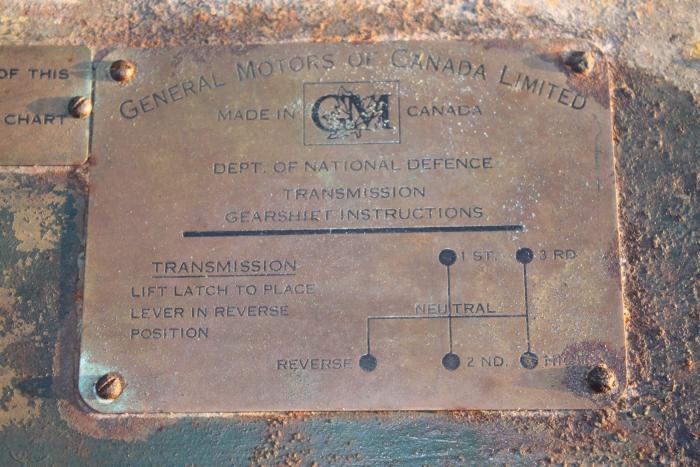 OF THIS
CHART
GENERAL MOTORS OF CANADA LIMITED
MADE IN GM CANADA
DEPT. OF NATIONAL DEFENCE
TRANSMISSION
GEARSHIFT INSTRUCTIONS
TRANSMISSION
LIFT LATCH TO PLACE
LEVER IN REVERSE
POSITION
1 ST. 3 RD
NEUTRAL
REVERSE 2 ND.